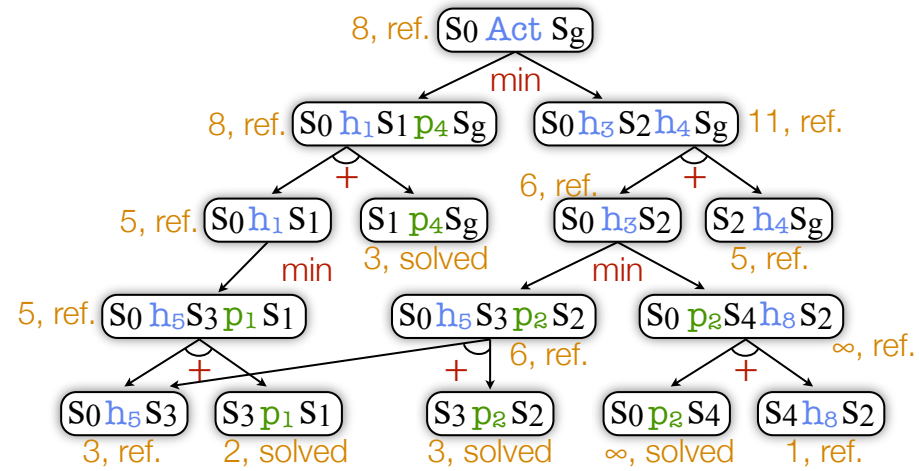 8, ref. S0 Act Sg
min
8, ref. S0 h1 S1 p4 Sg S0 h3 S2 h4 Sg 11, ref.
+ 6, ref. +
5, ref. S0 h1 S1 S1 p4 Sg S0 h3 S2 S2 h4 Sg
3, solved 5, ref.
min min
5, ref. S0 h5 S3 p1 S1 S0 h5 S3 p2 S2 S0 p2 S4 h8 S2
6, ref. ∞, ref.
+ + +
S0 h5 S3 S3 p1 S1 S3 p2 S2 S0 p2 S4 S4 h8 S2
3, ref. 2, solved 3, solved ∞, solved 1, ref.